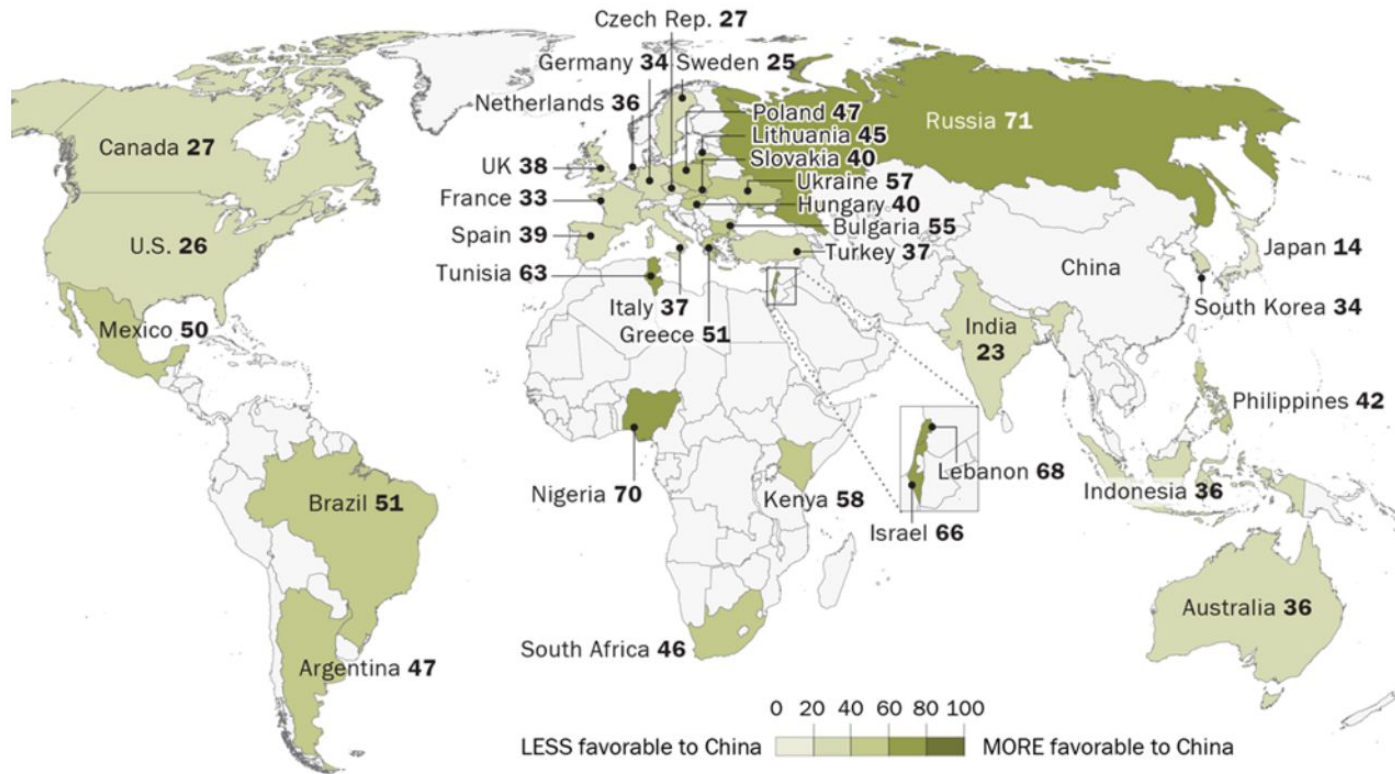 Czech Rep. 27
Germany 34 Sweden 25
Netherlands 36
Poland 47
Lithuania 45
Slovakia 40
Canada 27
UK 38
Russia 71
Ukraine 57
France 33
Hungary 40
Bulgaria 55
U.S. 26
Spain 39
Turkey 37
Japan 14
China
Tunisia 63
Italy 37
South Korea 34
Mexico 50
Greece 51
India
23
Philippines 42
Lebanon 68
Brazil 51
Nigeria 70
Kenya 58
Indonesia 36
Israel 66
Australia 36
South Africa 46
Argentina 47
0 20 40 60 80 100
LESS favorable to China MORE favorable to China